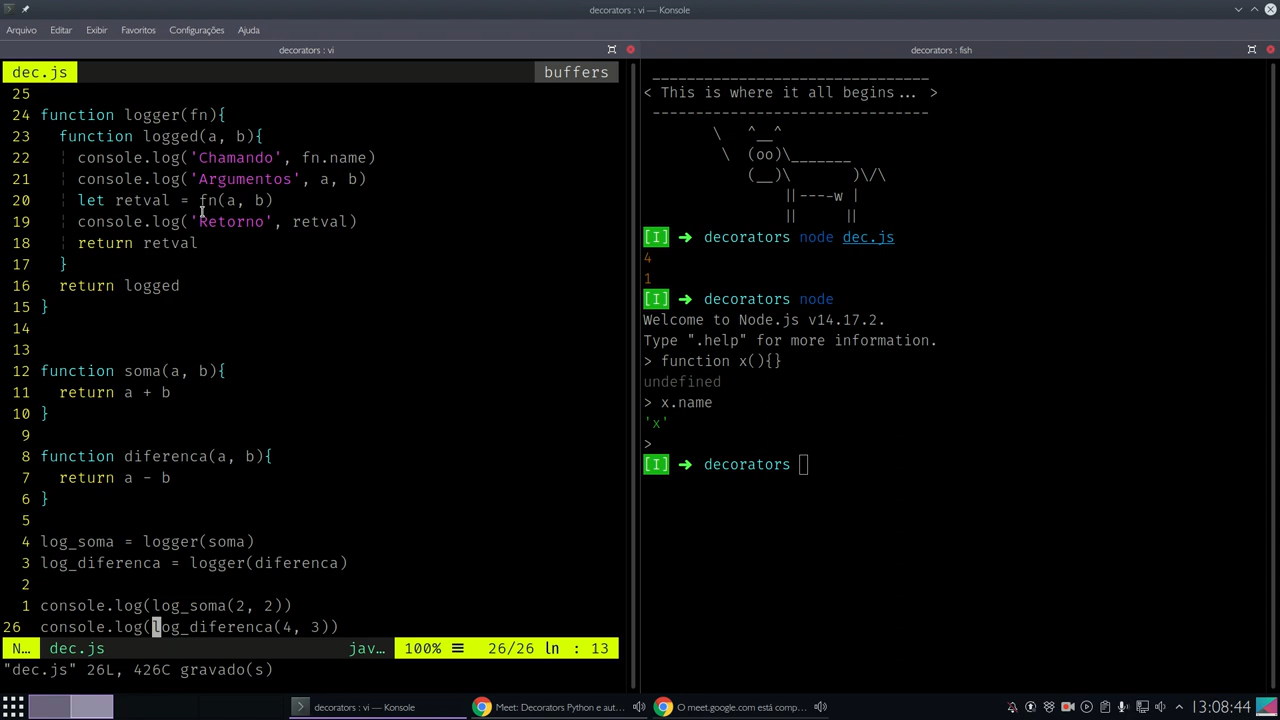 decorators : vi — Konsole
Arquivo Editar Exibir Favoritos Configurações Ajuda
decorators : vi
dec.js buffers
25
24 function logger(fn){
23 function logged(a, b){
22 console.log('Chamando', fn.name)
21 console.log('Argumentos', a, b)
20 let retval = fn(a, b)
19 console.log('Retorno', retval)
18 return retval
17 }
16 return logged
15 }
14
13
12 function soma(a, b){
11 return a + b
10 }
9
8 function diferenca(a, b){
7 return a - b
6 }
5
4 log_soma = logger(soma)
3 log_diferenca = logger(diferenca)
2
1 console.log(log_soma(2, 2))
26 console.log(log_diferenca(4, 3))
N… dec.js jav… 100% ☰ 26/26 ln : 13
"dec.js" 26L, 426C gravado(s)
decorators : fish
______________________________
< This is where it all begins... >
------------------------------
\ ^__^
\ (oo)\_______
(__)\ )\/\
||----w |
|| ||
[I] ➜ decorators node dec.js
4
1
[I] ➜ decorators node
Welcome to Node.js v14.17.2.
Type ".help" for more information.
> function x(){}
undefined
> x.name
'x'
>
[I] ➜ decorators
decorators : vi — Konsole
Meet: Decorators Python e aut…
O meet.google.com está comp…
13:08:44